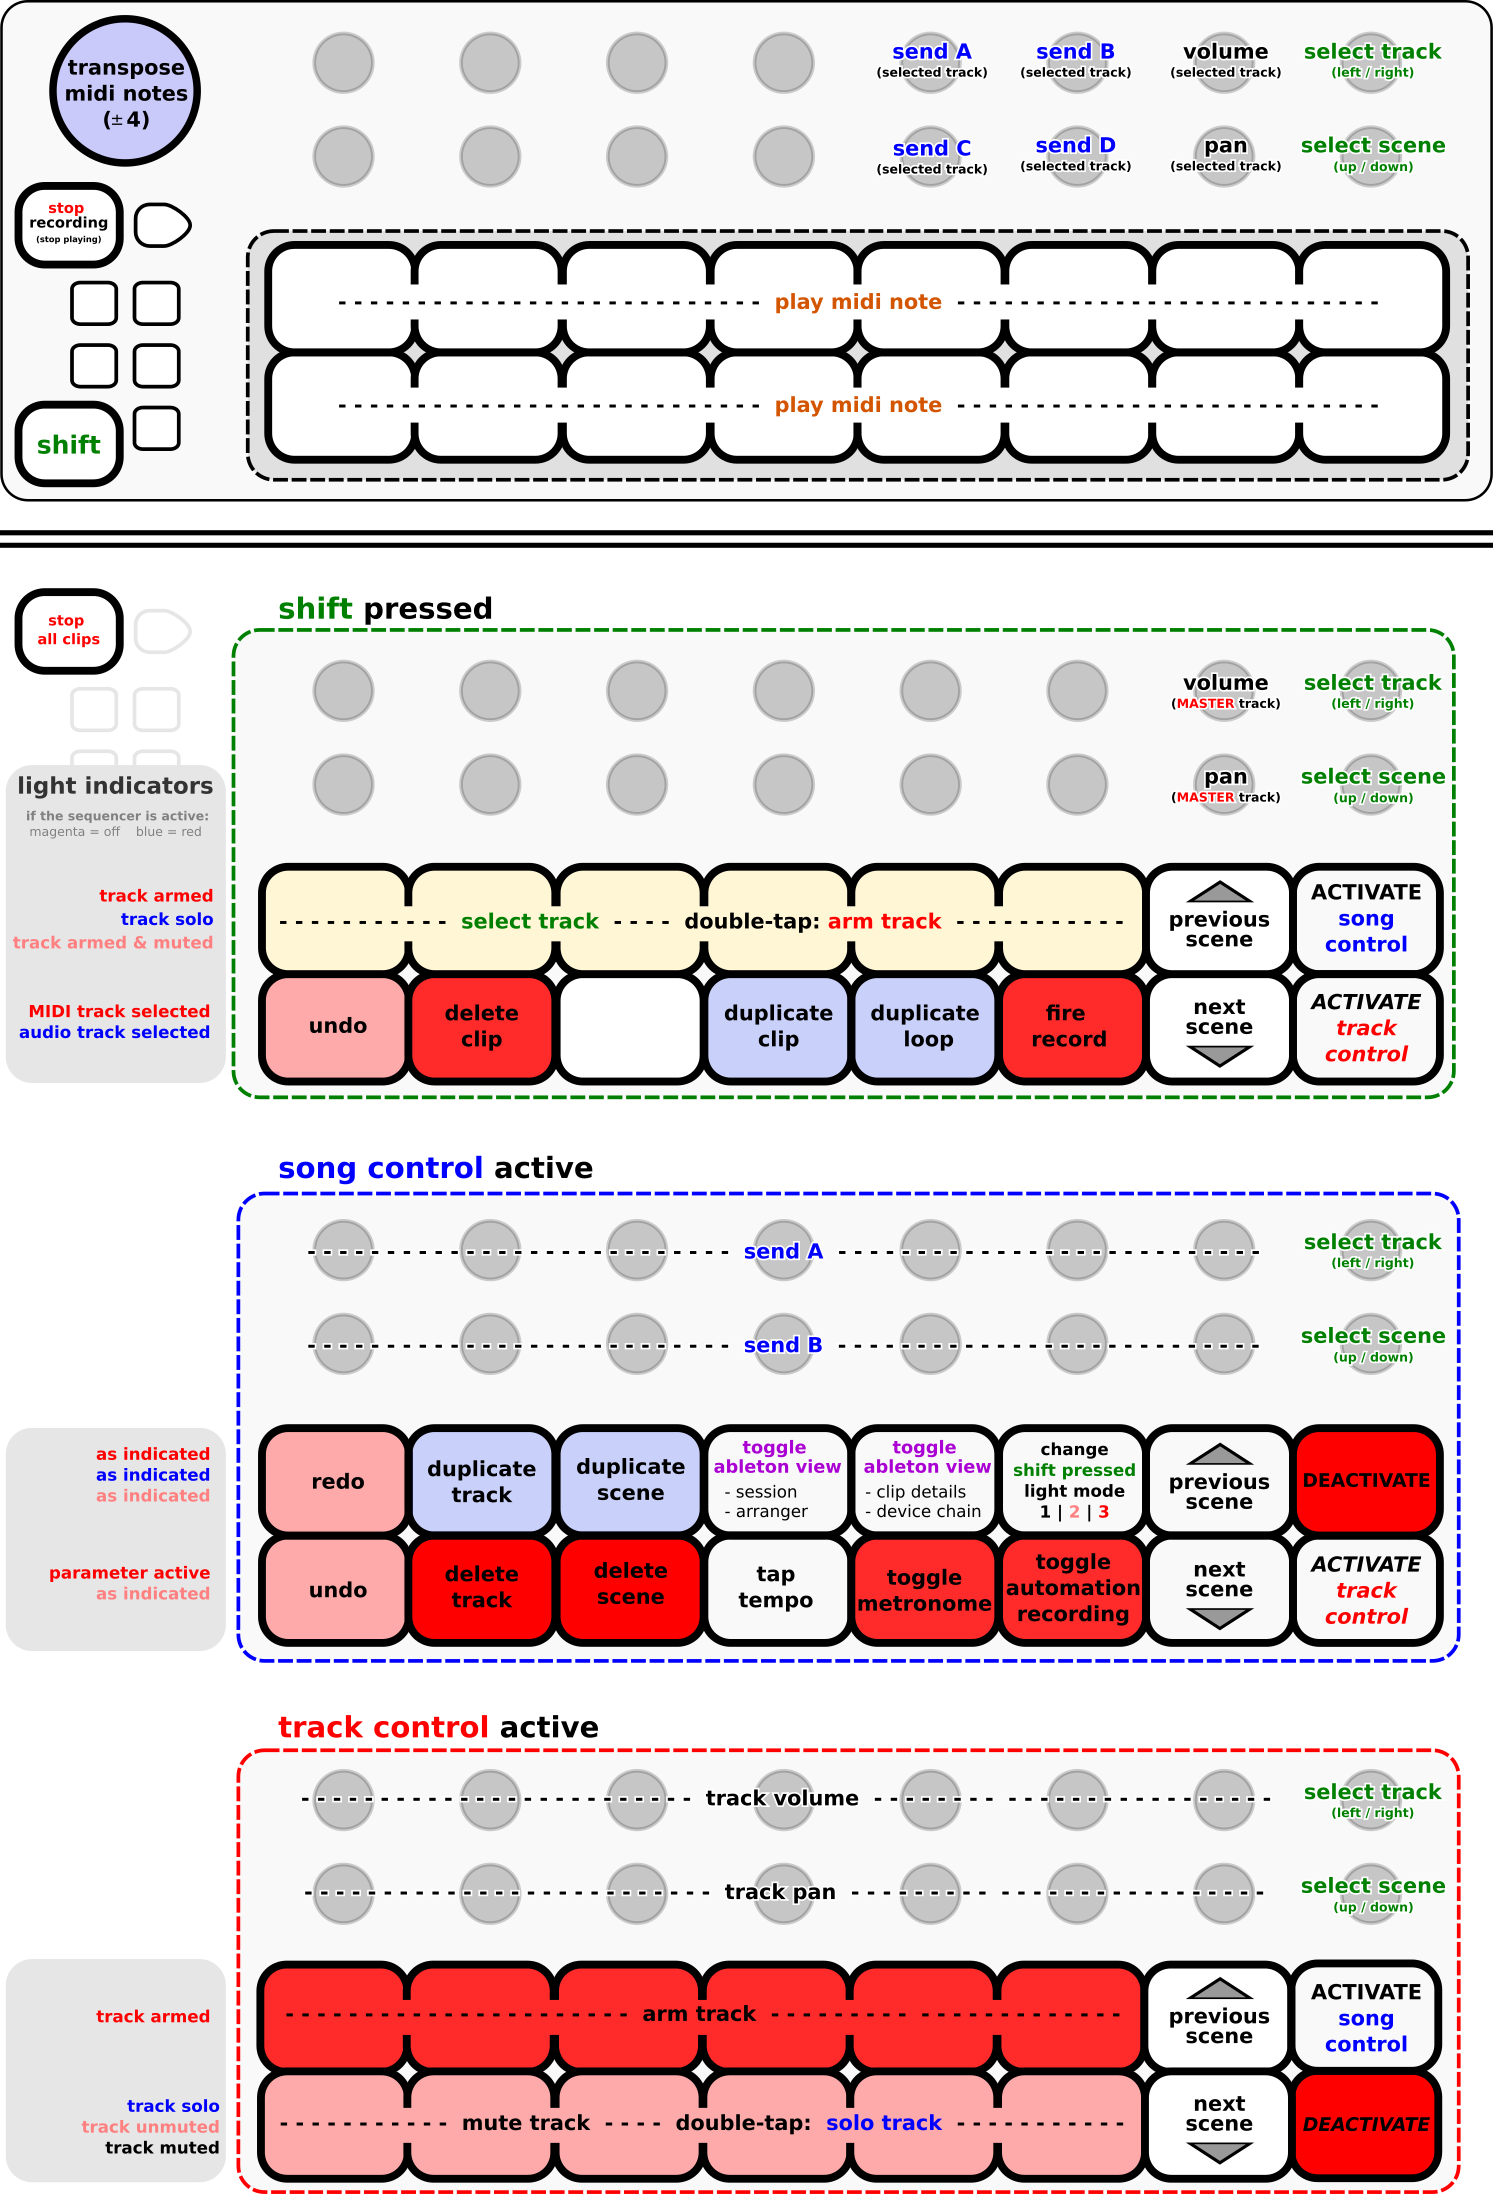 transpose
midi notes
(±4)
send A
(selected track)
send B
(selected track)
volume
(selected track)
select track
(left / right)
send C
(selected track)
send D
(selected track)
pan
(selected track)
select scene
(up / down)
stop
recording
(stop playing)
play midi note
play midi note
shift
shift pressed
stop
all clips
volume
(MASTER track)
select track
(left / right)
pan
(MASTER track)
select scene
(up / down)
light indicators
if the sequencer is active:
magenta = off blue = red
track armed
track solo
track armed & muted
MIDI track selected
audio track selected
select track double-tap: arm track
previous
scene
ACTIVATE
song
control
undo
delete
clip
duplicate
clip
duplicate
loop
fire
record
next
scene
ACTIVATE
track
control
song control active
send A
select track
(left / right)
send B
select scene
(up / down)
as indicated
as indicated
as indicated
parameter active
as indicated
redo
duplicate
track
duplicate
scene
toggle
ableton view
- session
- arranger
toggle
ableton view
- clip details
- device chain
change
shift pressed
light mode
1 | 2 | 3
previous
scene
DEACTIVATE
undo
delete
track
delete
scene
tap
tempo
toggle
metronome
toggle
automation
recording
next
scene
ACTIVATE
track
control
track control active
track volume
select track
(left / right)
track pan
select scene
(up / down)
track armed
track solo
track unmuted
track muted
arm track
previous
scene
ACTIVATE
song
control
mute track double-tap: solo track
next
scene
DEACTIVATE